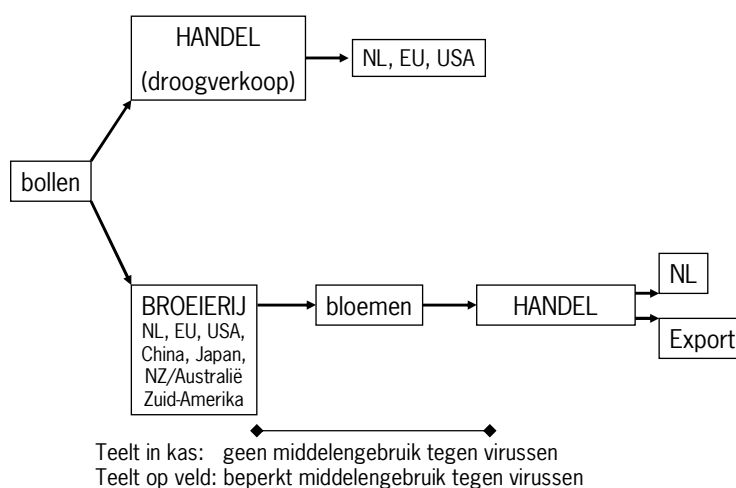 HANDEL
(droogverkoop)
NL, EU, USA
bollen
BROEIERIJ
NL, EU, USA,
China, Japan,
NZ/Australië
Zuid-Amerika
bloemen
HANDEL
NL
Export
Teelt in kas: geen middelengebruik tegen virussen
Teelt op veld: beperkt middelengebruik tegen virussen